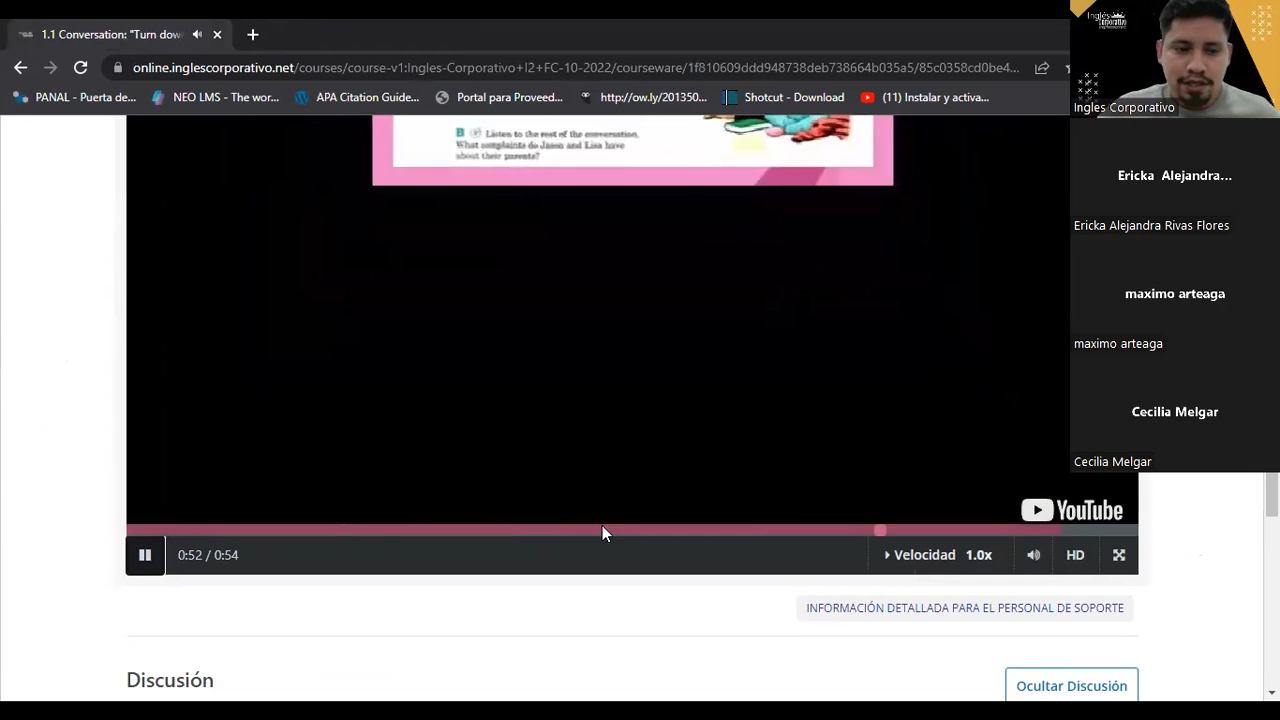 1.1 Conversation: "Turn dow
online.inglescorporativo.net/courses/course-v1:Ingles-Corporativo+I2+FC-10-2022/courseware/1f810609ddd948738deb738664b035a5/85c0358cd0be4...
PANAL - Puerta de... NEO LMS - The wor... APA Citation Portal para Proveed... http://ow.ly/201350... Shotcut - Download (11) Instalar y activa...
B Listen to the rest of the conversation.
What complaints do Jason and Lisa have
about their parents?
YouTube
0:52 / 0:54 Velocidad 1.0x HD
INFORMACIÓN DETALLADA PARA EL PERSONAL DE SOPORTE
Discusión
Ocultar Discusión
Inglés
Corporativo
Ingles Corporativo
Ericka Alejandra...
Ericka Alejandra Rivas Flores
maximo arteaga
maximo arteaga
Cecilia Melgar
Cecilia Melgar